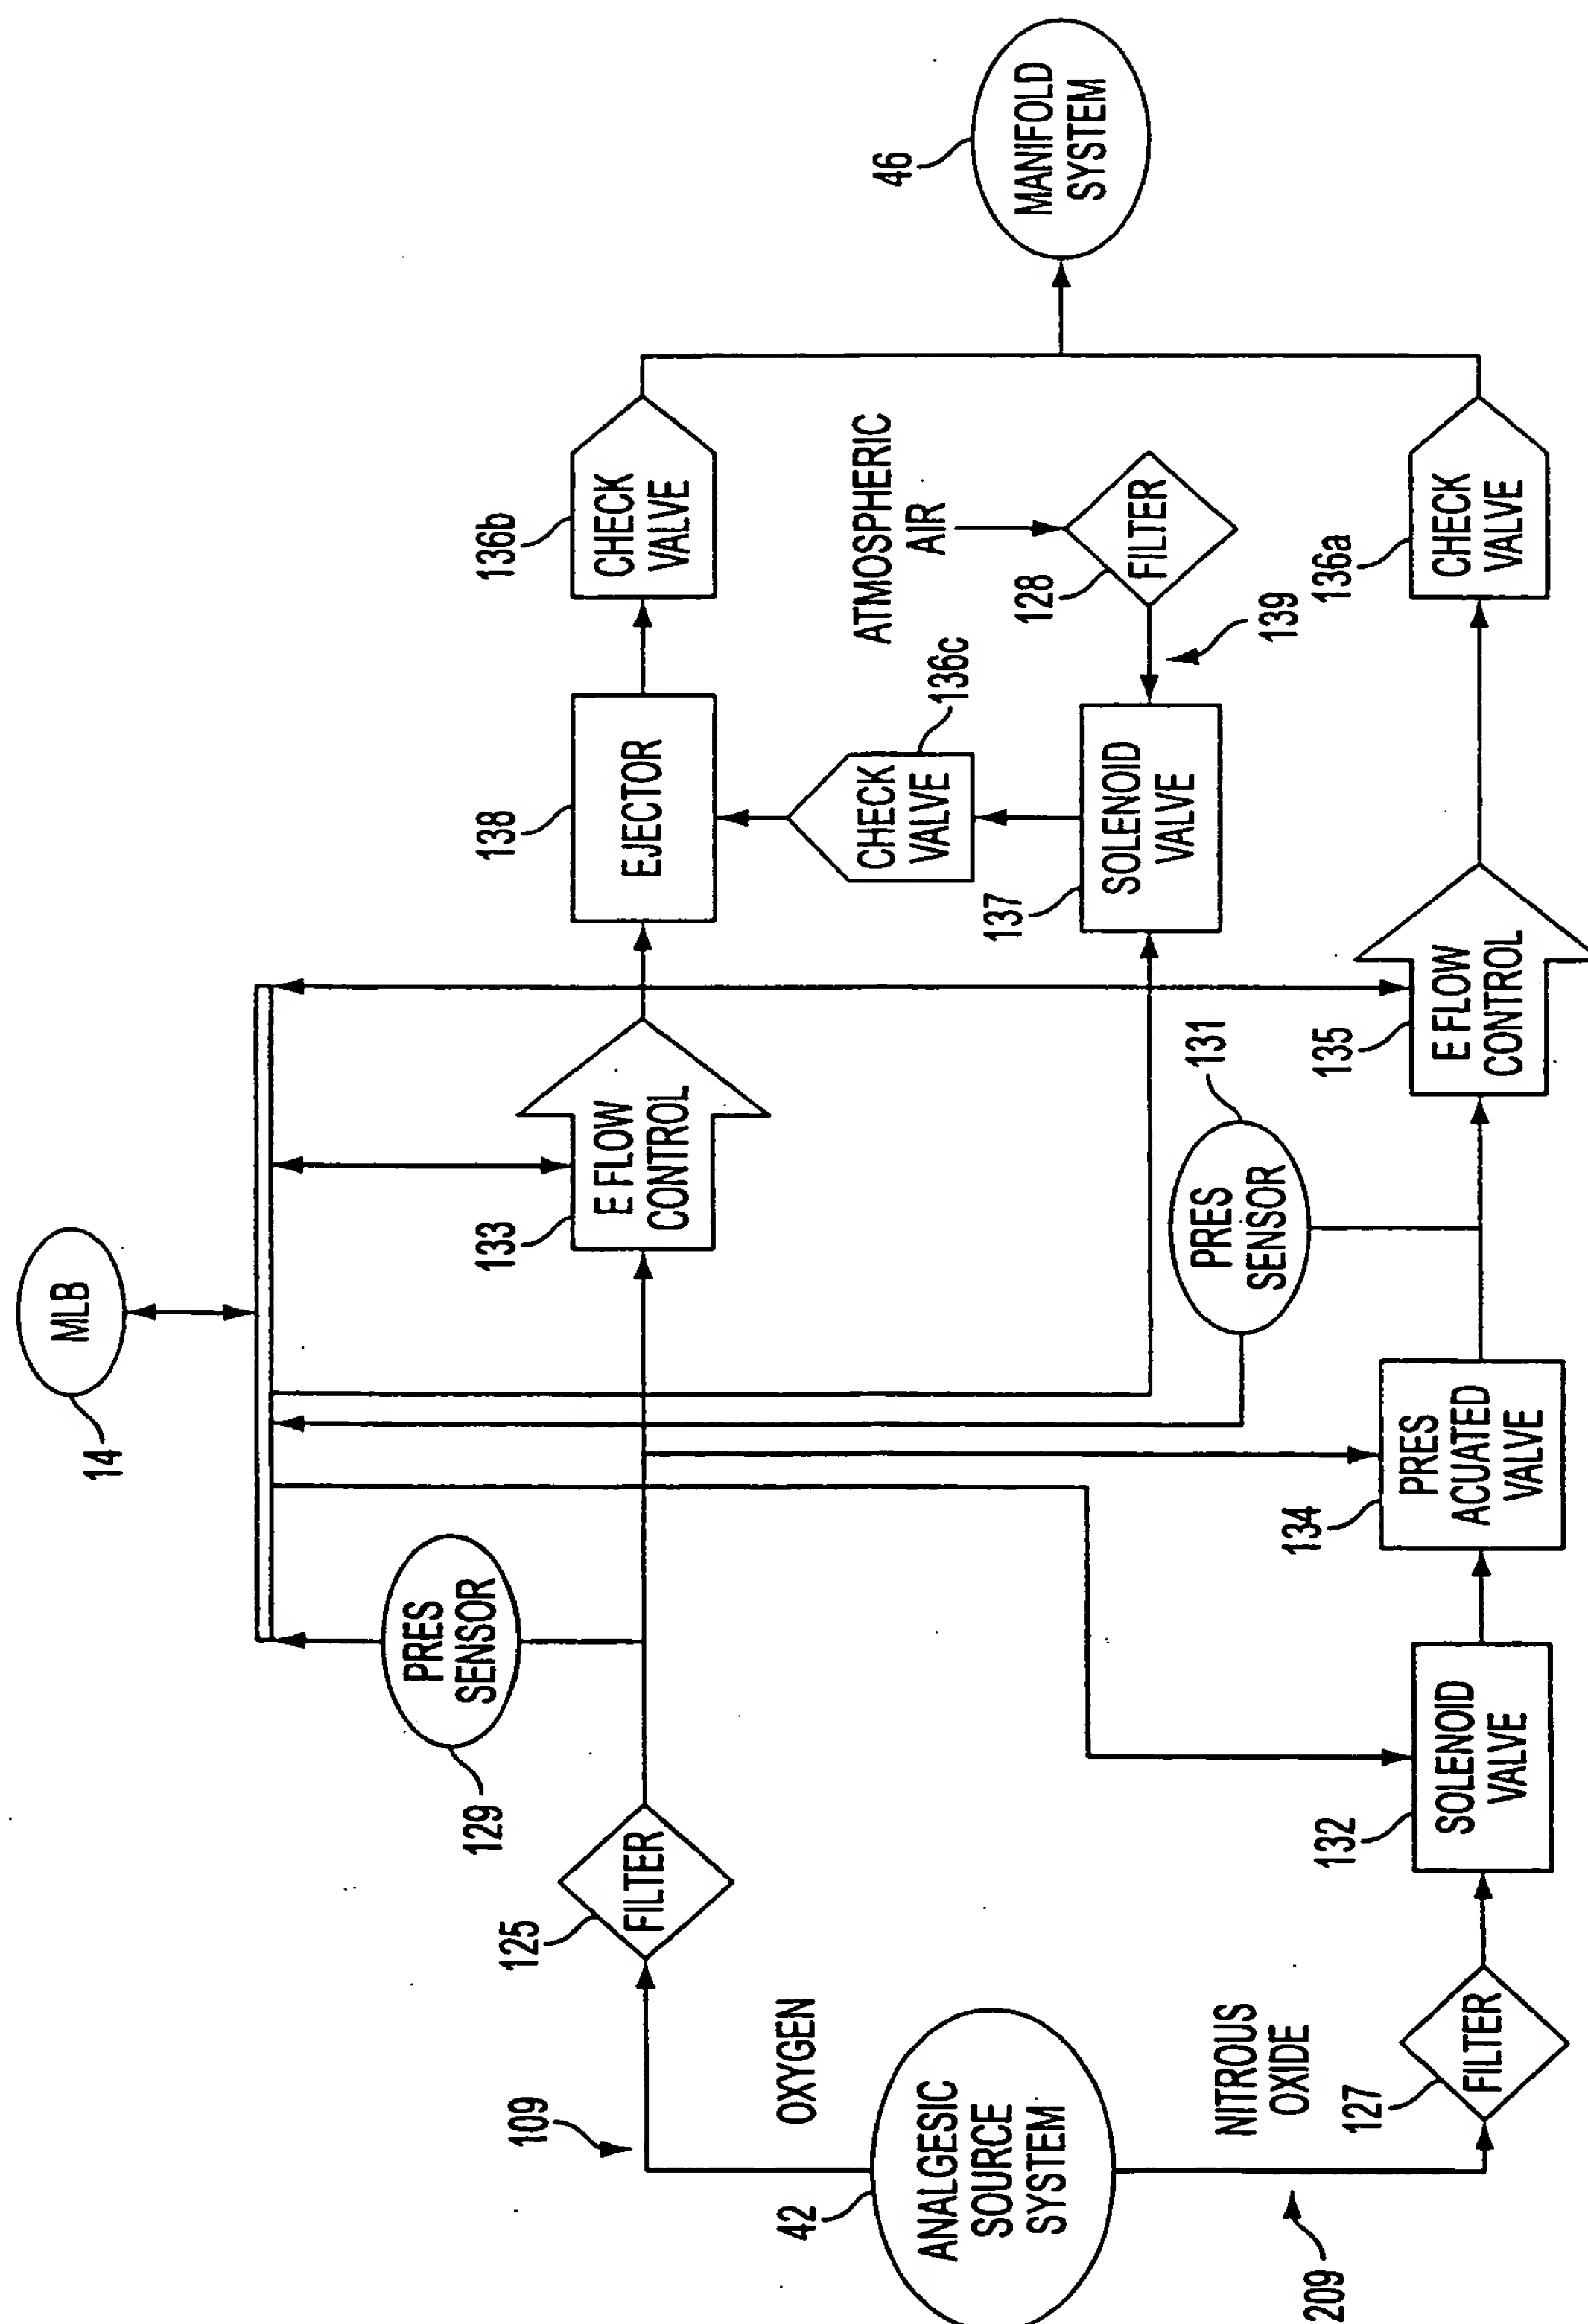 14
MLB
129
PRES
SENSOR
133
E FLOW
CONTROL
138
EJECTOR
136b
CHECK
VALVE
125
FILTER
109
OXYGEN
42
ANALGESIC
SOURCE
SYSTEM
136c
CHECK
VALVE
ATMOSPHERIC
AIR
46
MANIFOLD
SYSTEM
128
FILTER
139
137
SOLENOID
VALVE
131
PRES
SENSOR
209
NITROUS
OXIDE
127
FILTER
132
SOLENOID
VALVE
134
PRES
ACUATED
VALVE
135
E FLOW
CONTROL
136a
CHECK
VALVE